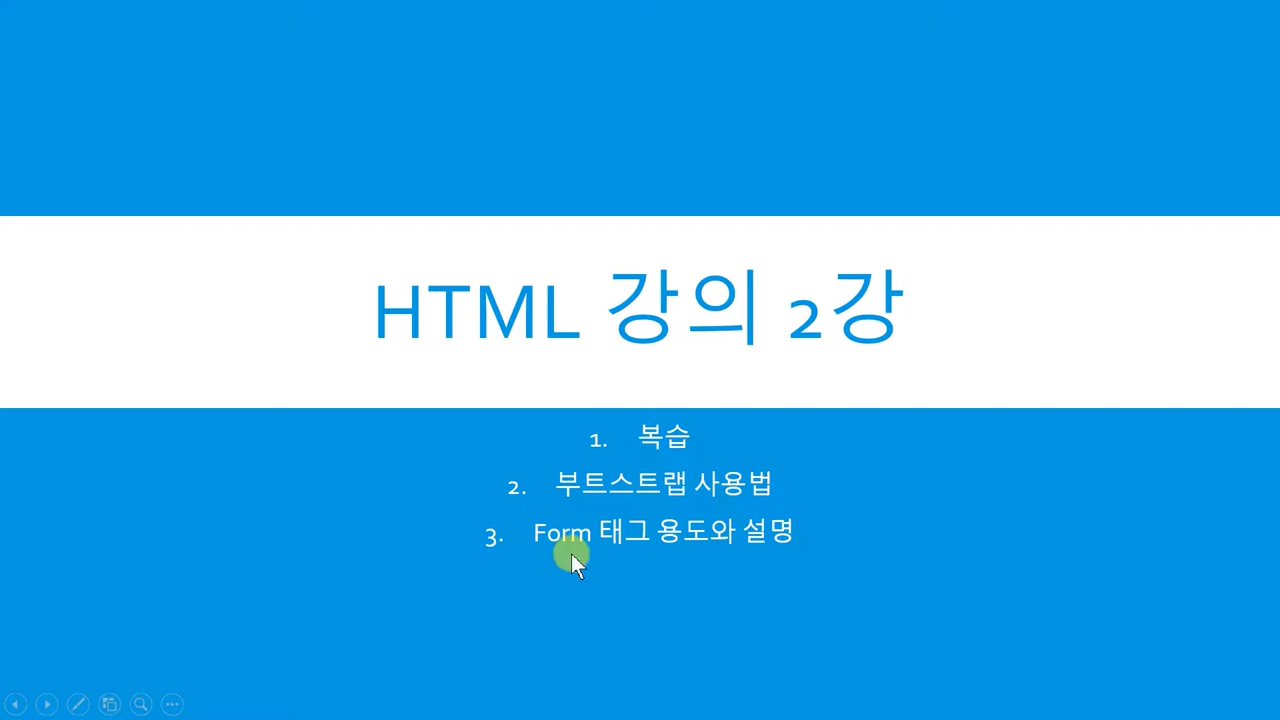 HTML 강의 2강
1. 복습
2. 부트스트랩 사용법
3. Form 태그 용도와 설명